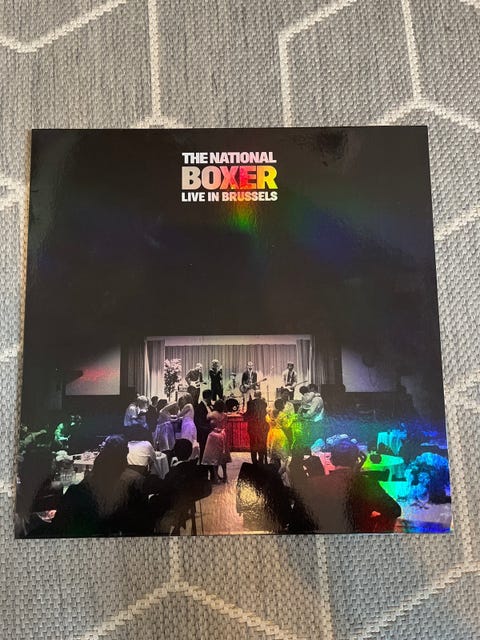 THE NATIONAL
BOXER
LIVE IN BRUSSELS